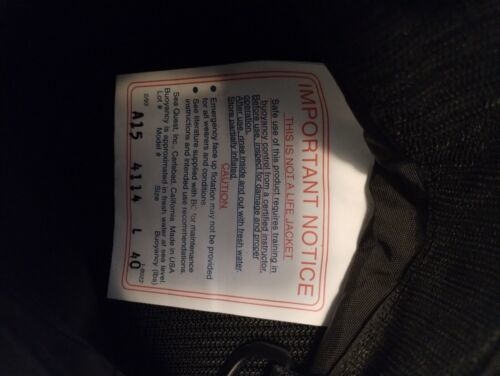 IMPORTANT NOTICE
THIS IS NOT A LIFE JACKET.
Safe use of this product requires training in
buoyancy control from a certified instructor.
Before use, inspect for damage and proper
operation.
After use, rinse inside and out with fresh water.
Store partially inflated.
CAUTION
• Emergency face up flotation may not be provided
for all wearers and conditions.
• See literature supplied with BC for maintenance
instructions and intended use recommendations.
Sea Quest, Inc., Carlsbad, California Made in USA
Buoyancy is approximated in fresh water at sea level.
Lot # Model # Size Buoyancy (lbs)
A15 4114 L 40
2/93